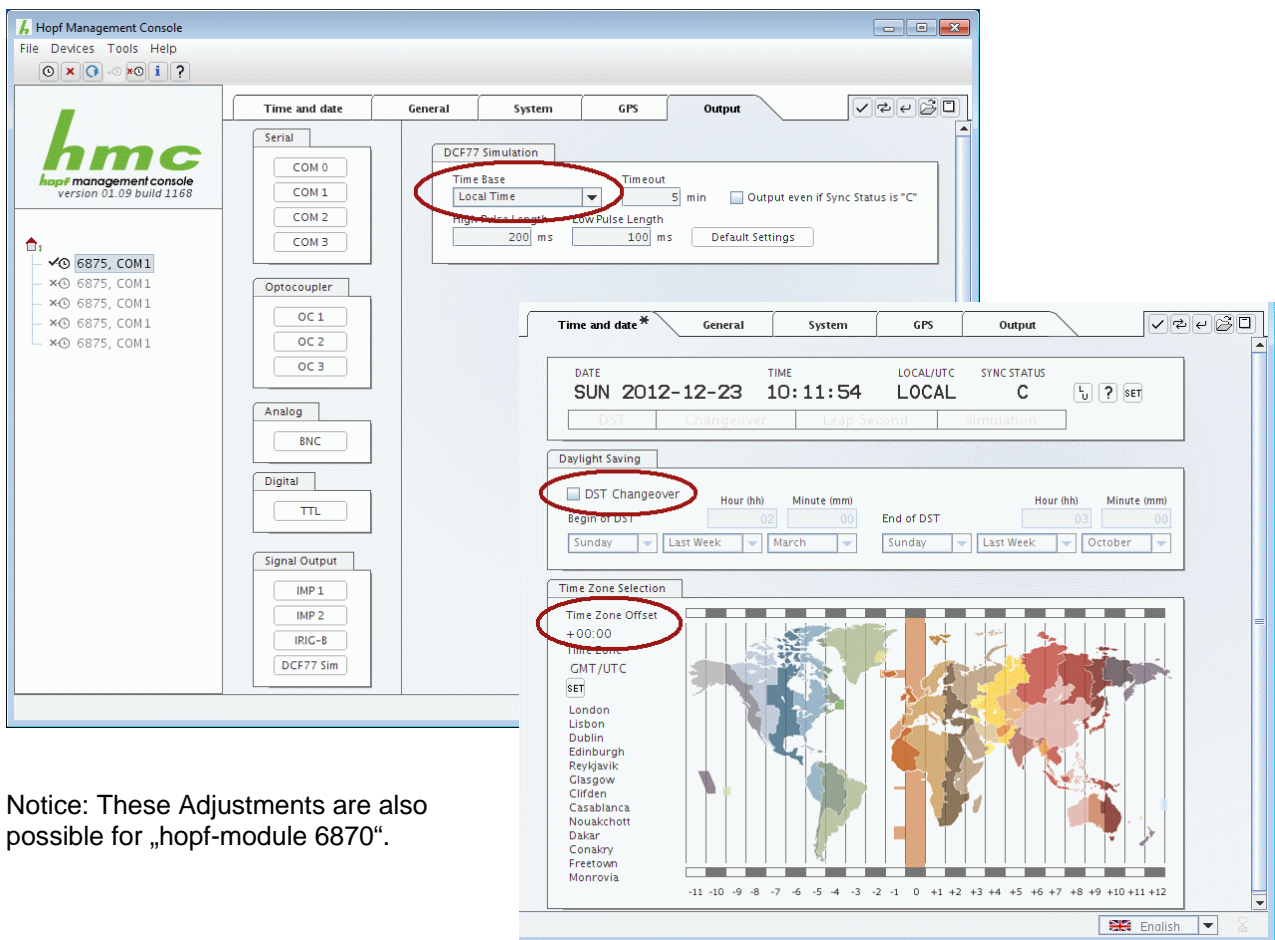 Hopf Management Console
File Devices Tools Help
hmc
hopf management console
version 01.09 build 1168
6875, COM1
6875, COM1
6875, COM1
6875, COM1
6875, COM1
Time and date General System GPS Output
Serial
COM 0
COM 1
COM 2
COM 3
Optocoupler
OC 1
OC 2
OC 3
Analog
BNC
Digital
TTL
Signal Output
IMP 1
IMP 2
IRIG-B
DCF77 Sim
DCF77 Simulation
Time Base Timeout
Local Time 5 min Output even if Sync Status is "C"
High Pulse Length Low Pulse Length
200 ms 100 ms Default Settings
Time and date* General System GPS Output
DATE TIME LOCAL/UTC SYNC STATUS
SUN 2012-12-23 10:11:54 LOCAL C L U ? SET
DST Changeover Leap Second Simulation
Daylight Saving
DST Changeover Hour (hh) Minute (mm) Hour (hh) Minute (mm)
Begin of DST 02 00 End of DST 03 00
Sunday Last Week March Sunday Last Week October
Time Zone Selection
Time Zone Offset
+00:00
Time Zone
GMT/UTC
SET
London
Lisbon
Dublin
Edinburgh
Reykjavik
Glasgow
Clifden
Casablanca
Nouakchott
Dakar
Conakry
Freetown
Monrovia
-11 -10 -9 -8 -7 -6 -5 -4 -3 -2 -1 0 +1 +2 +3 +4 +5 +6 +7 +8 +9 +10 +11 +12
English
Notice: These Adjustments are also
possible for „hopf-module 6870“.